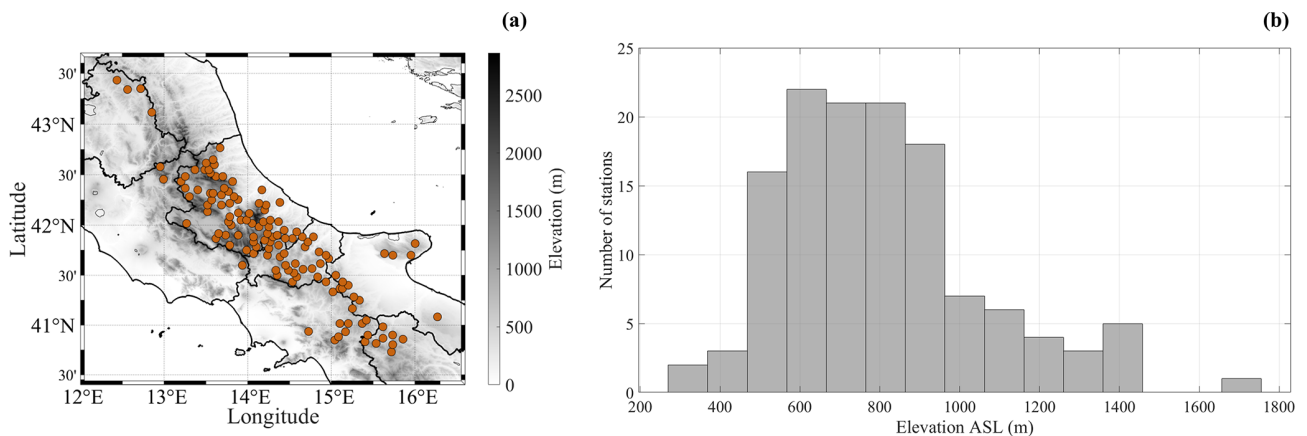 (a)
(b)
30'
43°N
30'
42°N
30'
41°N
30'
12°E 13°E 14°E 15°E 16°E
Longitude
Latitude
2500
2000
1500
1000
500
0
Elevation (m)
25
20
15
10
5
0
200 400 600 800 1000 1200 1400 1600 1800
Elevation ASL (m)
Number of stations